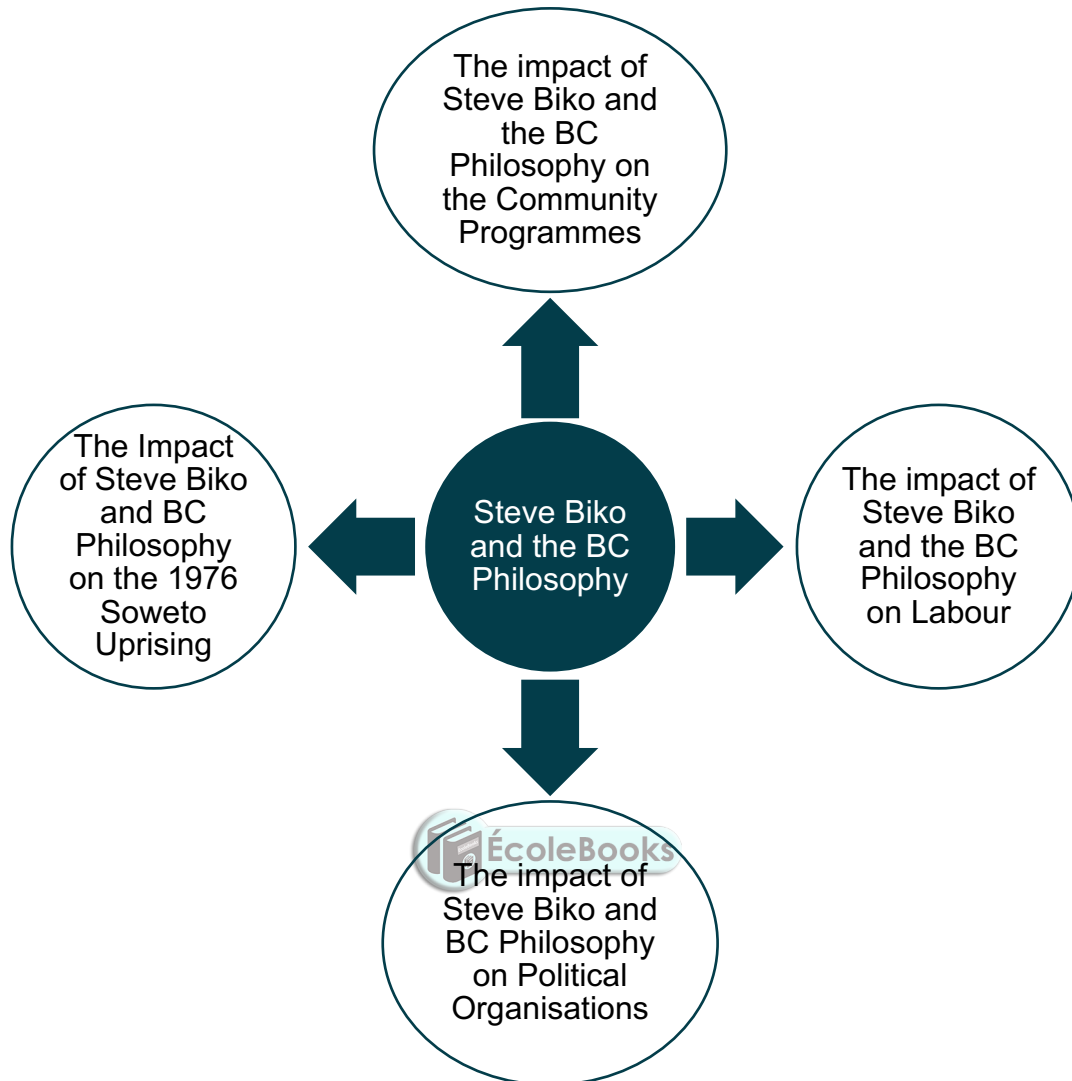 The impact of
Steve Biko and
the BC
Philosophy on
the Community
Programmes
The Impact
of Steve Biko
and BC
Philosophy
on the 1976
Soweto
Uprising
Steve Biko
and the BC
Philosophy
The impact of
Steve Biko
and the BC
Philosophy
on Labour
ÉcoleBooks
The impact of
Steve Biko and
BC Philosophy
on Political
Organisations